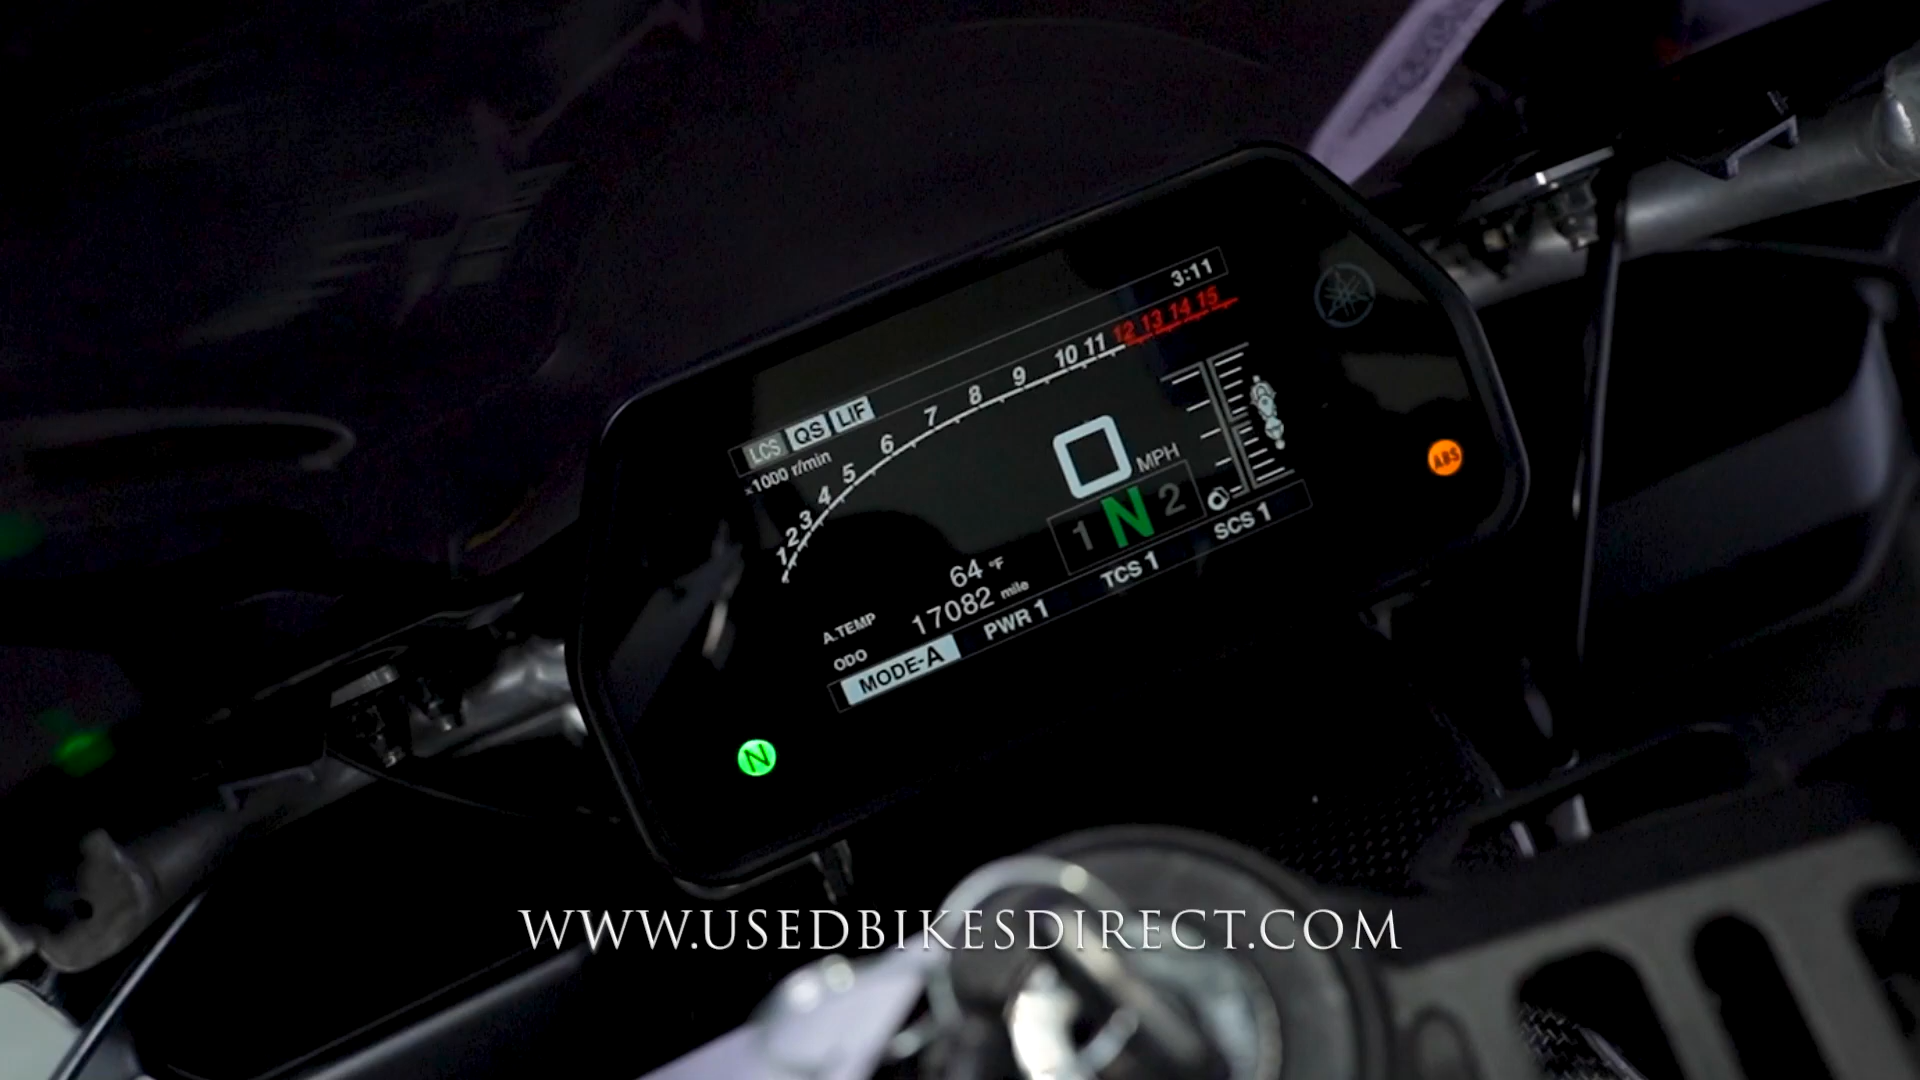 3:11
LCS QS LIF
x1000 r/min
1 2 3 4 5 6 7 8 9 10 11 12 13 14 15
0 MPH
1 N 2
64 °F
A.TEMP
17082 mile
ODO
MODE-A PWR 1 TCS 1 SCS 1
ABS
N
WWW.USEDBIKESDIRECT.COM